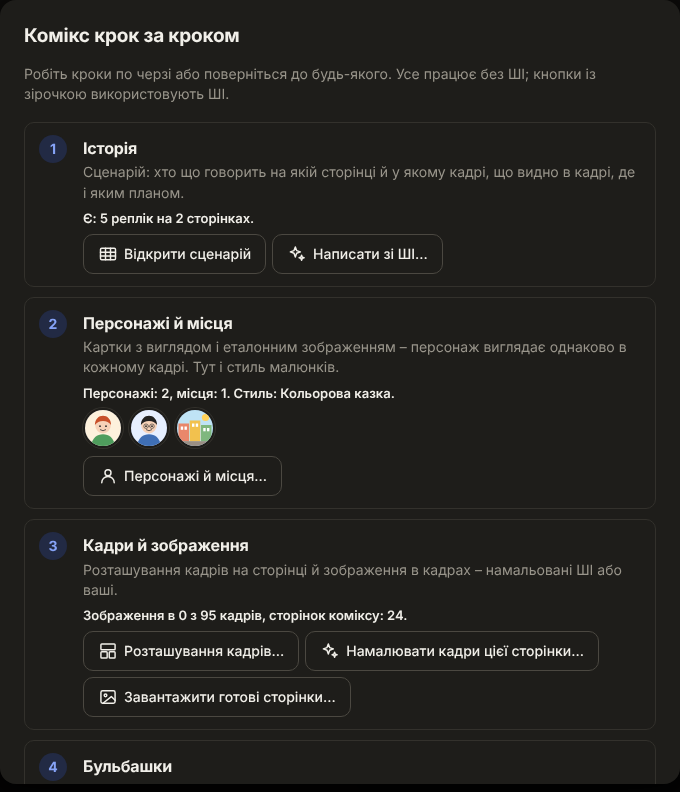 Комікс крок за кроком
Робіть кроки по черзі або поверніться до будь-якого. Усе працює без ШІ; кнопки із
зірочкою використовують ШІ.
1
Історія
Сценарій: хто що говорить на якій сторінці й у якому кадрі, що видно в кадрі, де
і яким планом.
Є: 5 реплік на 2 сторінках.
Відкрити сценарій
Написати зі ШІ...
2
Персонажі й місця
Картки з виглядом і еталонним зображенням – персонаж виглядає однаково в
кожному кадрі. Тут і стиль малюнків.
Персонажі: 2, місця: 1. Стиль: Кольорова казка.
Персонажі й місця...
3
Кадри й зображення
Розташування кадрів на сторінці й зображення в кадрах – намальовані ШІ або
ваші.
Зображення в 0 з 95 кадрів, сторінок коміксу: 24.
Розташування кадрів...
Намалювати кадри цієї сторінки...
Завантажити готові сторінки...
4
Бульбашки